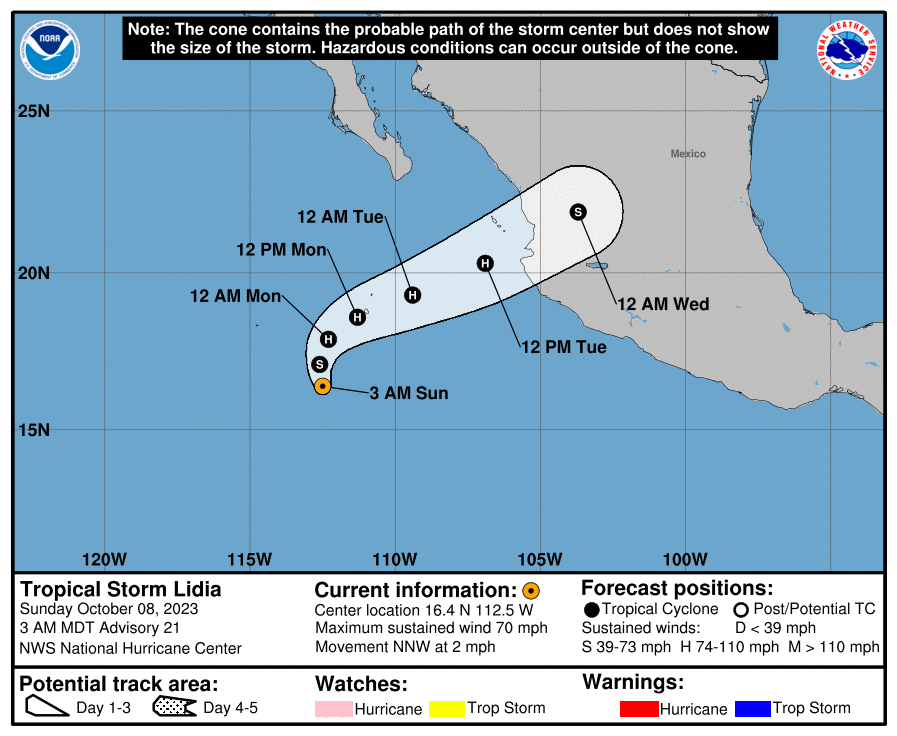 Note: The cone contains the probable path of the storm center but does not show
the size of the storm. Hazardous conditions can occur outside of the cone.
NOAA
NATIONAL WEATHER SERVICE
25N
Mexico
12 AM Tue
S
12 PM Mon
H
20N
12 AM Mon
H
12 AM Wed
H
H
12 PM Tue
S
3 AM Sun
15N
120W 115W 110W 105W 100W
Tropical Storm Lidia
Sunday October 08, 2023
3 AM MDT Advisory 21
NWS National Hurricane Center
Current information:
Center location 16.4 N 112.5 W
Maximum sustained wind 70 mph
Movement NNW at 2 mph
Forecast positions:
Tropical Cyclone Post/Potential TC
Sustained winds: D < 39 mph
S 39-73 mph H 74-110 mph M > 110 mph
Potential track area:
Day 1-3 Day 4-5
Watches:
Hurricane Trop Storm
Warnings:
Hurricane Trop Storm